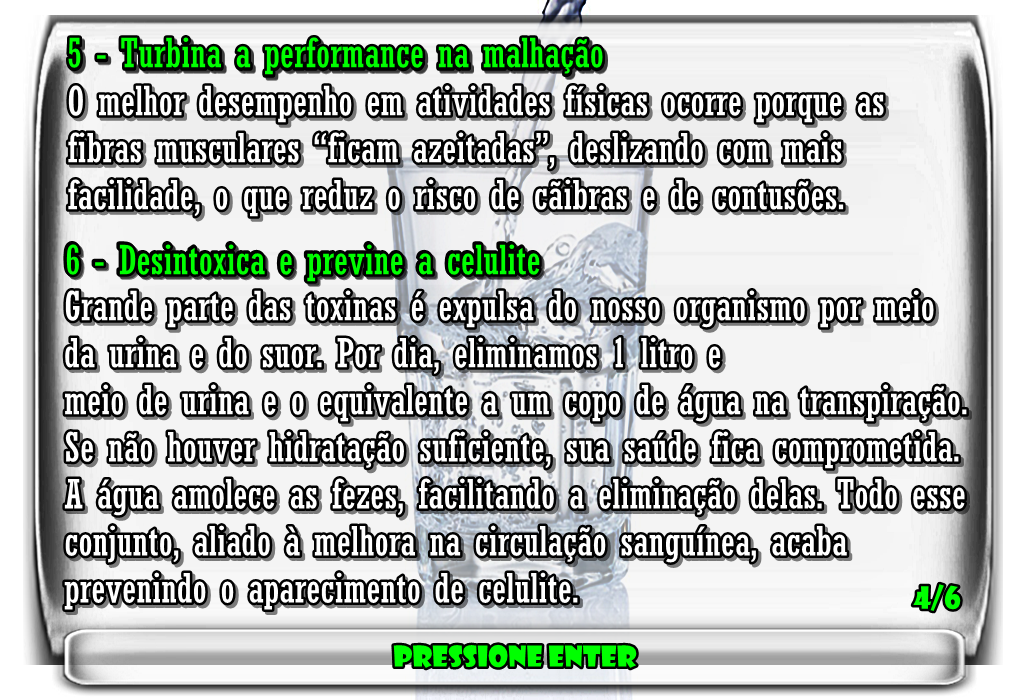 5 - Turbina a performance na malhação
O melhor desempenho em atividades físicas ocorre porque as
fibras musculares “ficam azeitadas”, deslizando com mais
facilidade, o que reduz o risco de cãibras e de contusões.
6 - Desintoxica e previne a celulite
Grande parte das toxinas é expulsa do nosso organismo por meio
da urina e do suor. Por dia, eliminamos 1 litro e
meio de urina e o equivalente a um copo de água na transpiração.
Se não houver hidratação suficiente, sua saúde fica comprometida.
A água amolece as fezes, facilitando a eliminação delas. Todo esse
conjunto, aliado à melhora na circulação sanguínea, acaba
prevenindo o aparecimento de celulite.
4/6
PRESSIONE ENTER